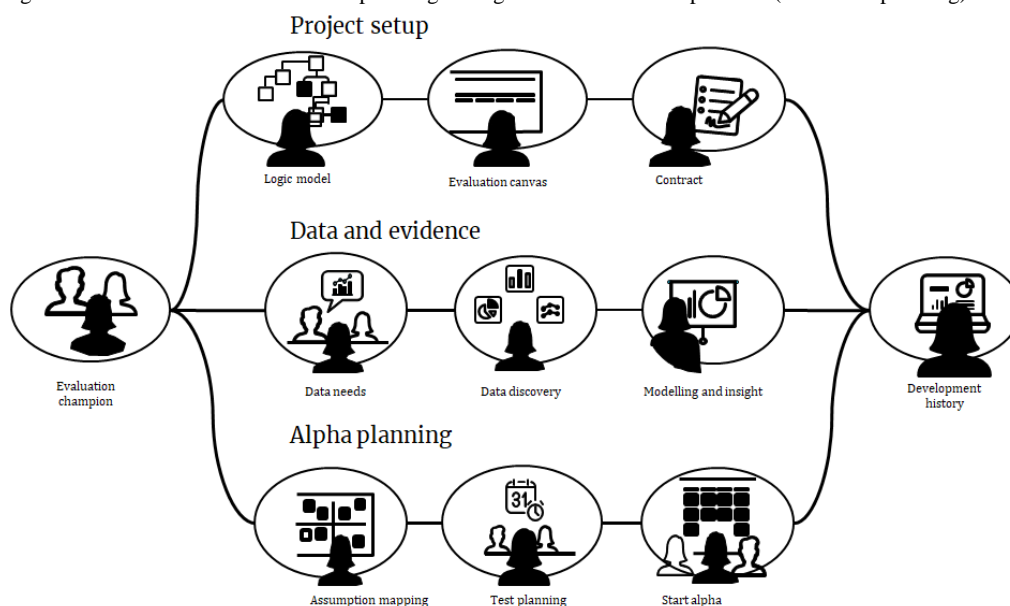 Project setup
Logic model
Evaluation canvas
Contract
Data and evidence
Evaluation
champion
Data needs
Data discovery
Modelling and insight
Development
history
Alpha planning
31
Assumption mapping
Test planning
Start alpha